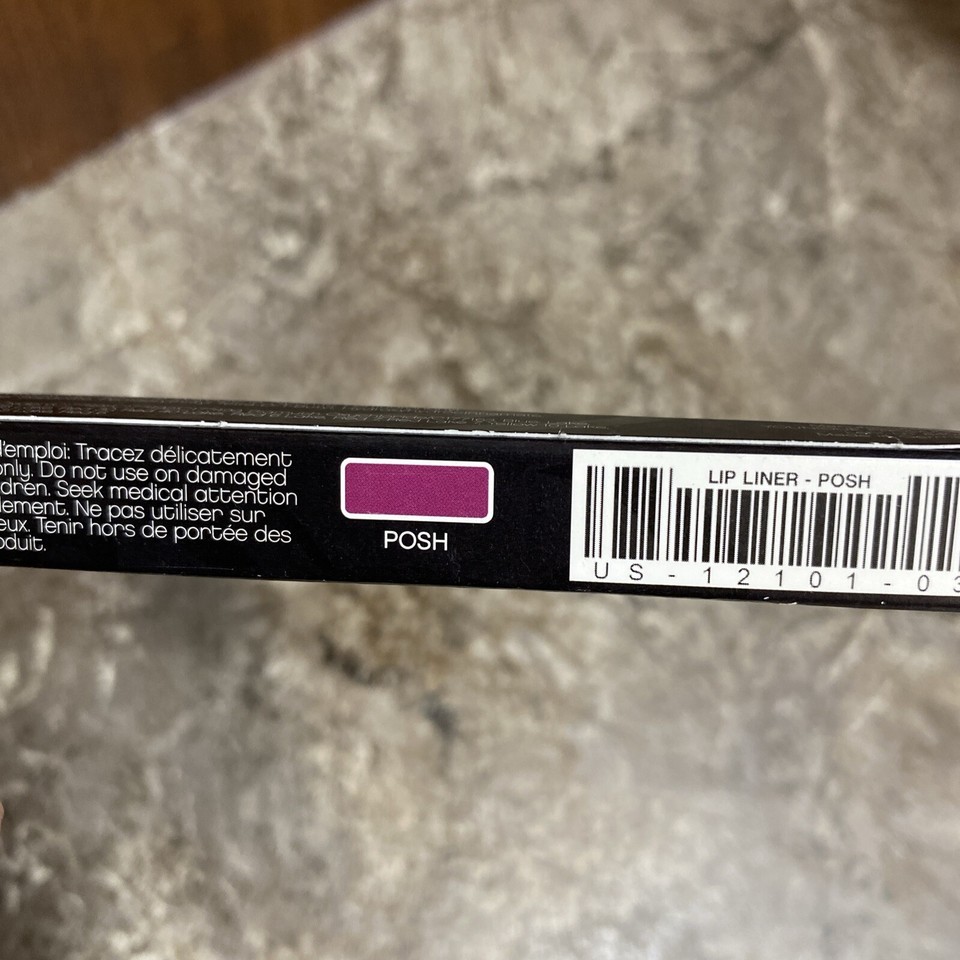 d'emploi: Tracez délicatement
only. Do not use on damaged
dren. Seek medical attention
lement. Ne pas utiliser sur
eux. Tenir hors de portée des
oduit.
POSH
LIP LINER - POSH
US-12101-03